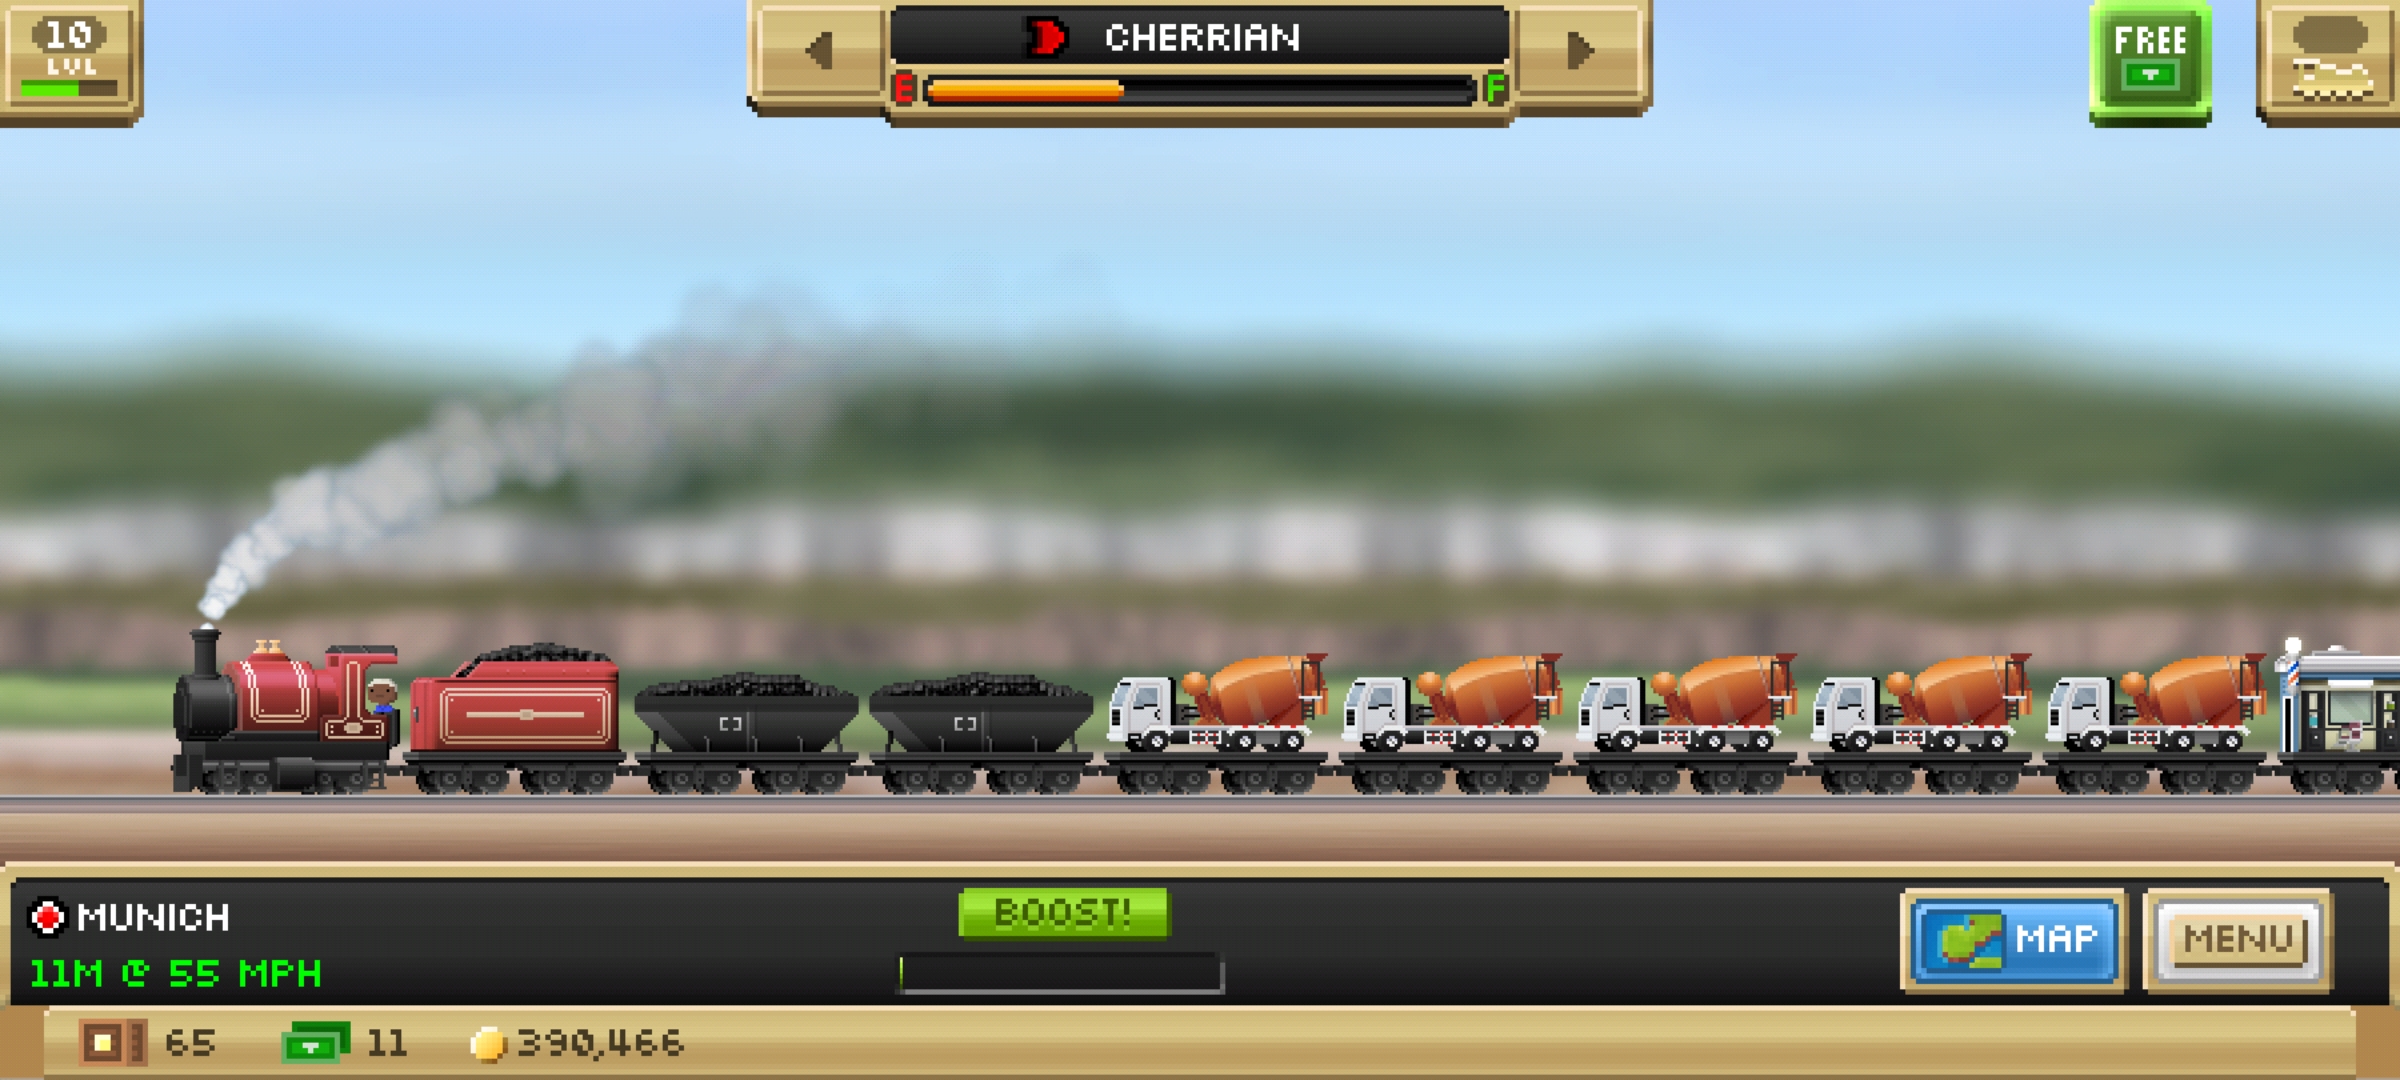 10
LVL
CHERRIAN
E F
FREE
MUNICH
11M @ 55 MPH
BOOST!
MAP
MENU
65
11
390,466